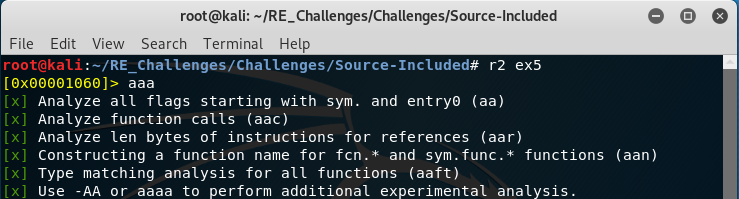 root@kali: ~/RE_Challenges/Challenges/Source-Included
File Edit View Search Terminal Help
root@kali:~/RE_Challenges/Challenges/Source-Included# r2 ex5
[0x00001060]> aaa
[x] Analyze all flags starting with sym. and entry0 (aa)
[x] Analyze function calls (aac)
[x] Analyze len bytes of instructions for references (aar)
[x] Constructing a function name for fcn.* and sym.func.* functions (aan)
[x] Type matching analysis for all functions (aaft)
[x] Use -AA or aaaa to perform additional experimental analysis.